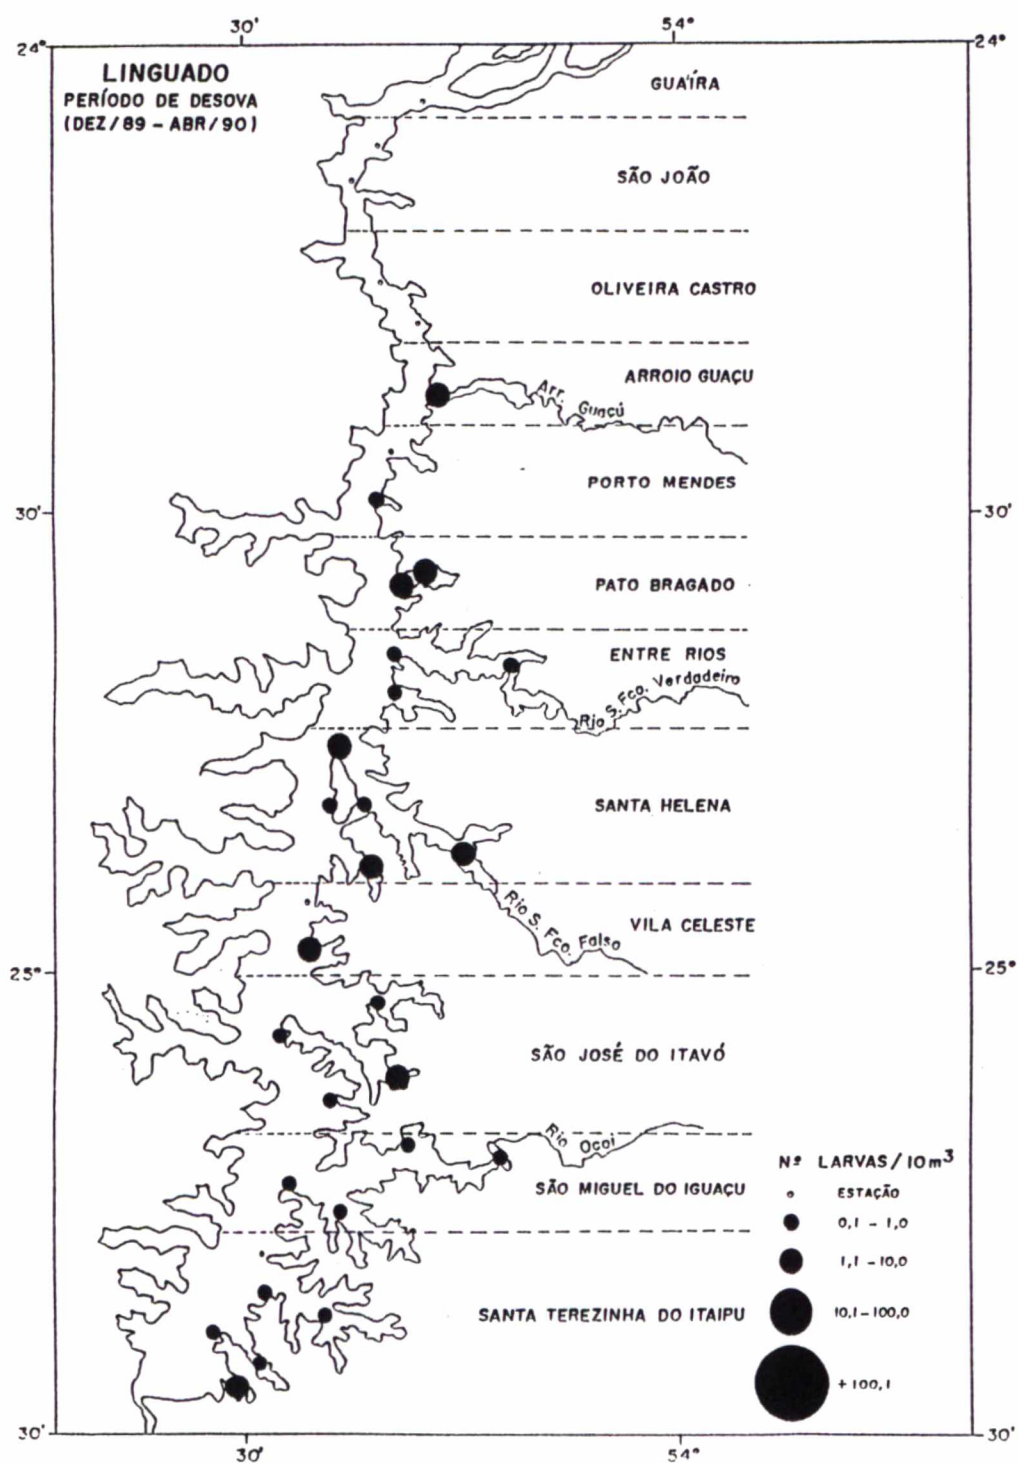 30'
54°
24°
24°
LINGUADO
PERÍODO DE DESOVA
(DEZ/89 - ABR/90)
GUAÍRA
SÃO JOÃO
OLIVEIRA CASTRO
ARROIO GUAÇU
Arr. Guaçú
PORTO MENDES
30'
30'
PATO BRAGADO
ENTRE RIOS
Rio S. Fco. Verdadeiro
SANTA HELENA
Rio S. Fco. Falso
VILA CELESTE
25°
25°
SÃO JOSÉ DO ITAVÓ
Rio Ocoi
Nº LARVAS/10m³
SÃO MIGUEL DO IGUAÇU
ESTAÇÃO
0,1 - 1,0
1,1 - 10,0
SANTA TEREZINHA DO ITAIPU
10,1 - 100,0
+ 100,1
30'
30'
30'
54°